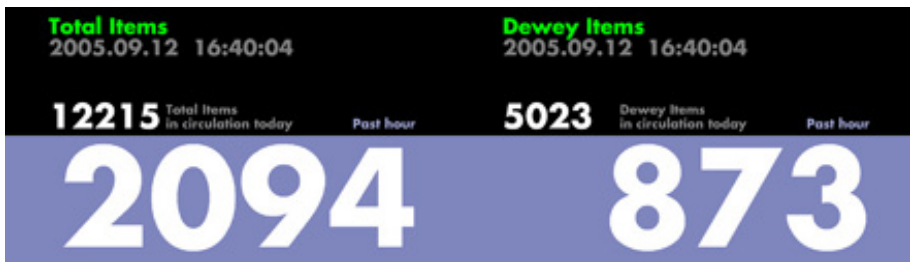 Total Items
2005.09.12 16:40:04
12215 Total Items
in circulation today
Past hour
2094
Dewey Items
2005.09.12 16:40:04
5023 Dewey Items
in circulation today
Past hour
873